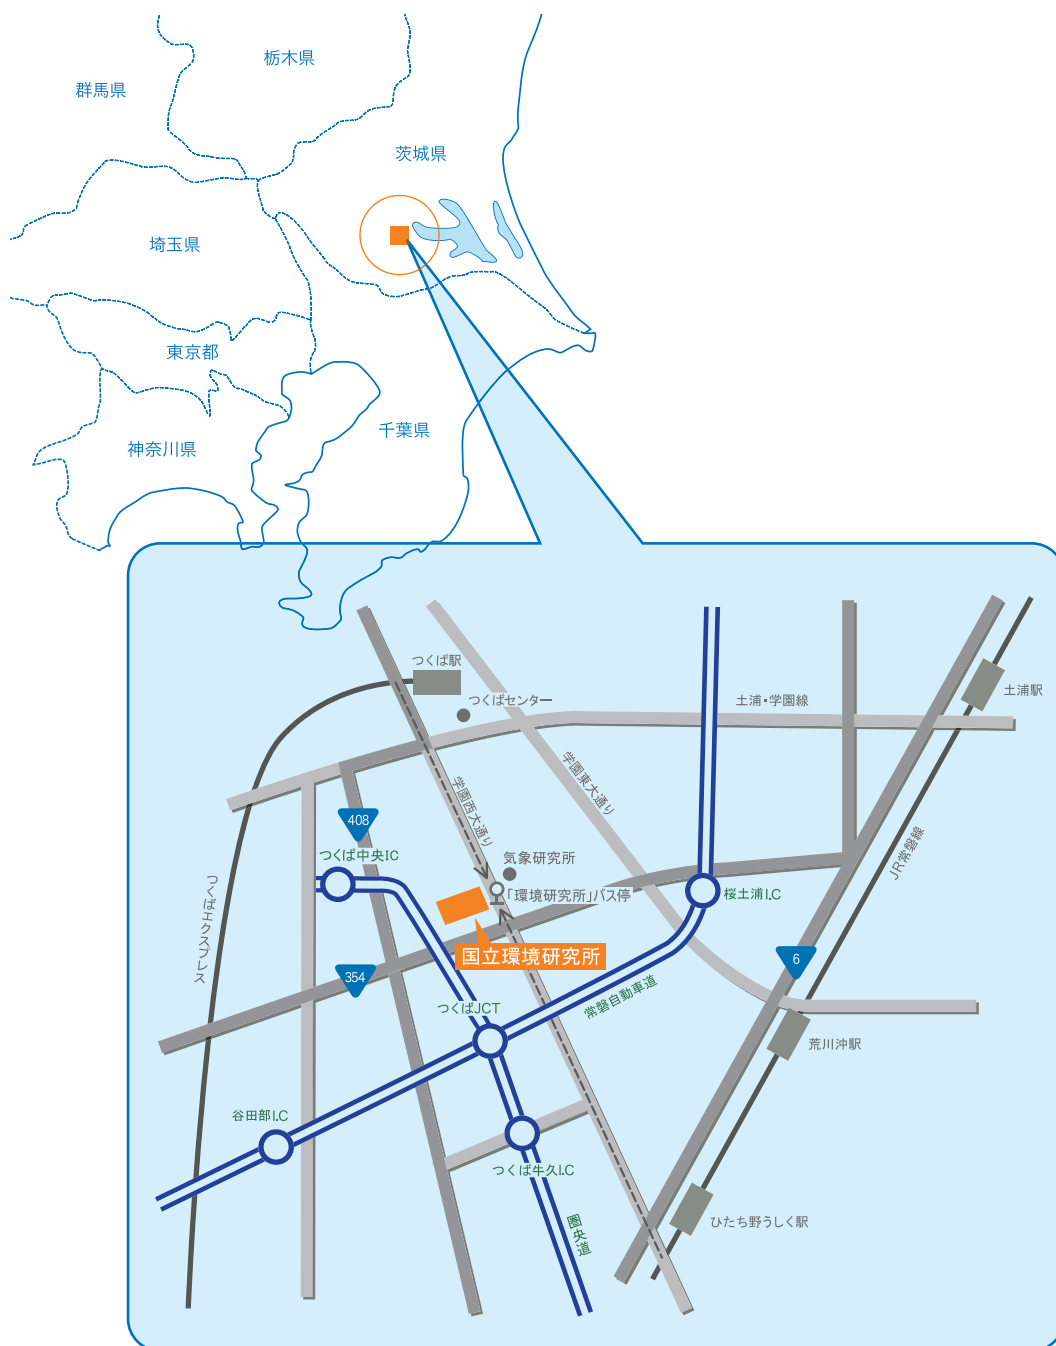 栃木県
群馬県
茨城県
埼玉県
東京都
千葉県
神奈川県
つくば駅
土浦駅
つくばセンター
土浦・学園線
学園東大通り
学園西大通り
408
JR常磐線
つくば中央IC
気象研究所
「環境研究所」バス停
桜土浦I.C
つくばエクスプレス
国立環境研究所
6
354
常磐自動車道
つくばJCT
荒川沖駅
谷田部I.C
つくば牛久I.C
ひたち野うしく駅
圏央道